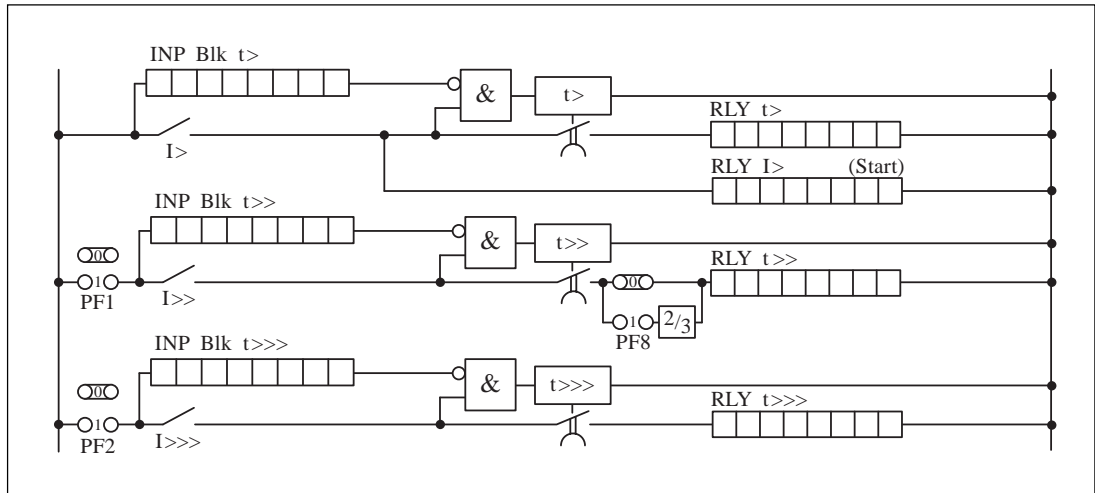 INP Blk t>
&
t>
RLY t>
I>
RLY I> (Start)
INP Blk t>>
&
t>>
0
RLY t>>
1
PF1
I>>
0
1
2/3
PF8
INP Blk t>>>
&
t>>>
0
RLY t>>>
1
PF2
I>>>